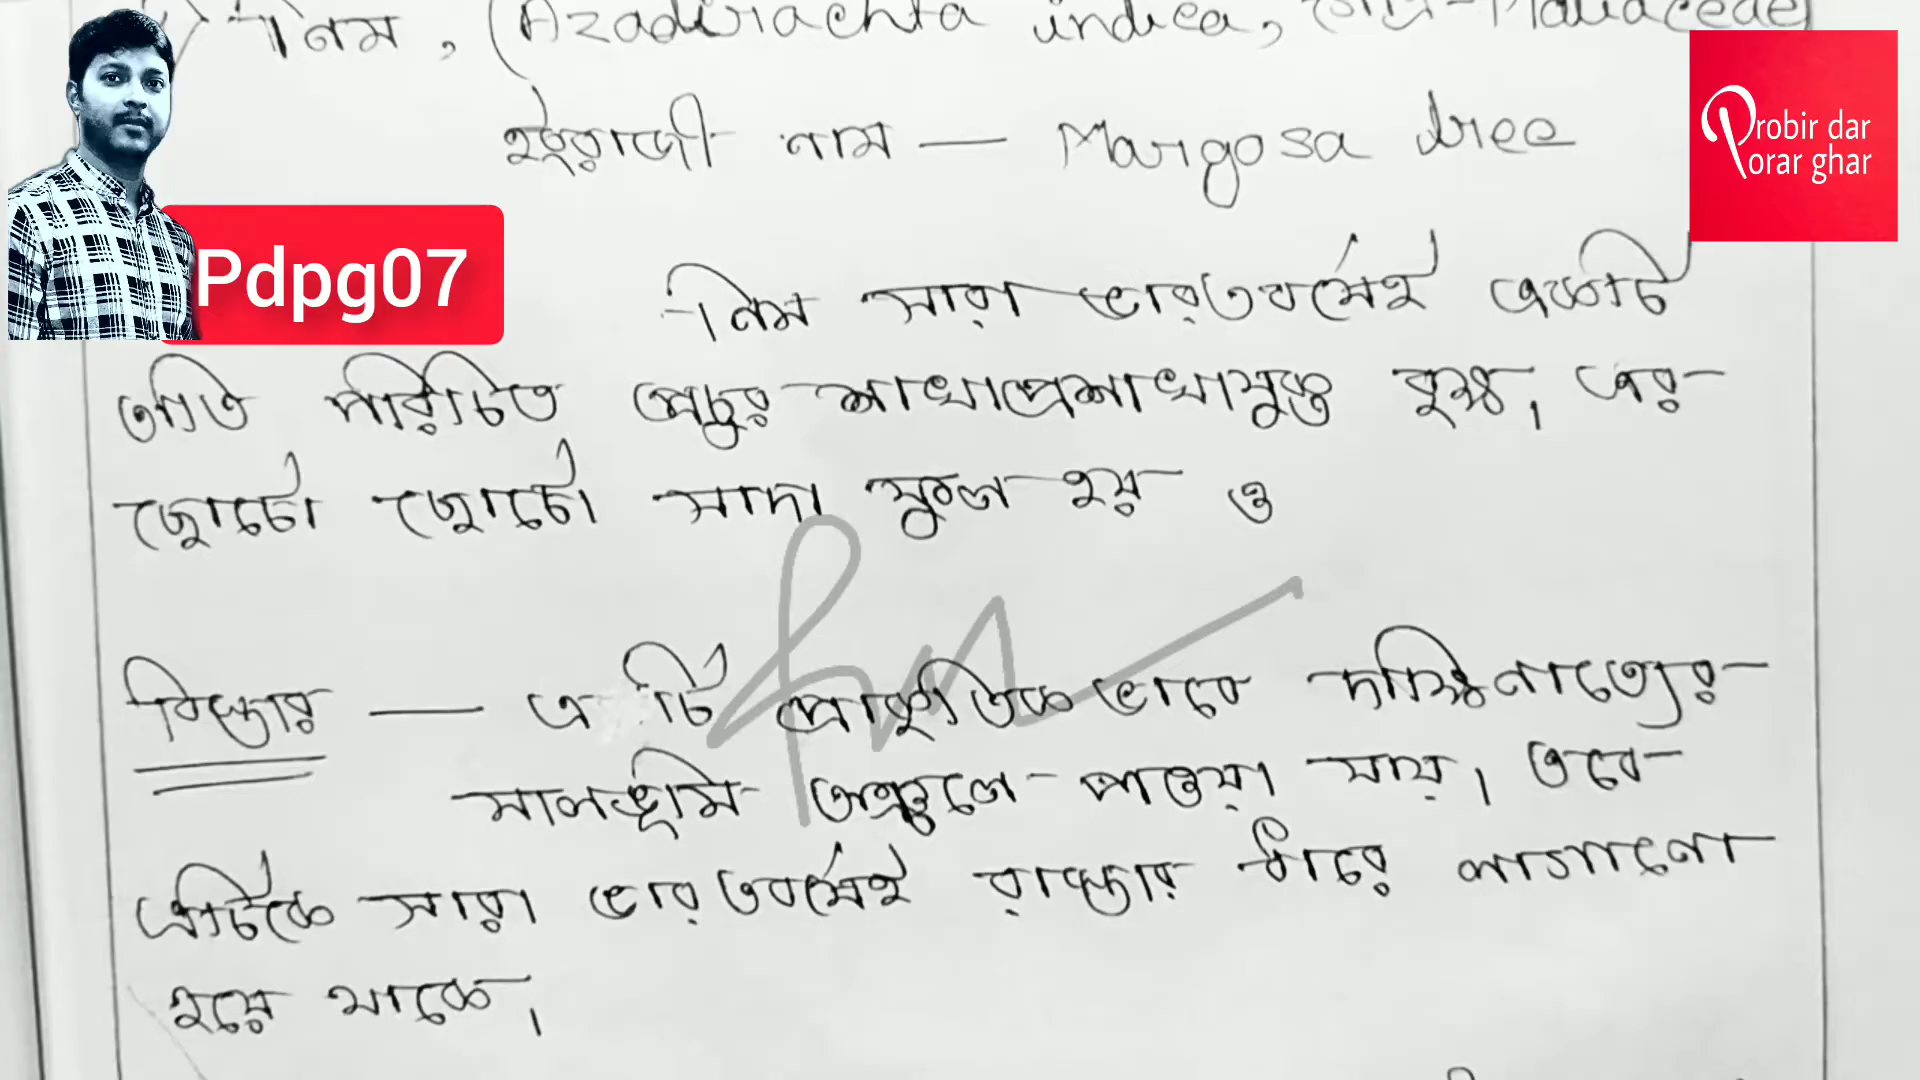 নিম, (Azadirachta indica, গোত্র-Maliaceae)
Probir dar
Porar ghar
ইংরাজী নাম — Margosa tree
Pdpg07
নিম সারা ভারতবর্ষেই একটি
অতি পরিচিত প্রচুর শাখাপ্রশাখাযুক্ত বৃক্ষ, এর
ছোটো ছোটো সাদা ফুল হয় ও
বিস্তার — এটি প্রাকৃতিক ভাবে দাক্ষিণাত্যের
মালভূমি অঞ্চলে পাওয়া যায়। তবে
এটিকে সারা ভারতবর্ষেই রাস্তার ধারে লাগানো
হয়ে থাকে,